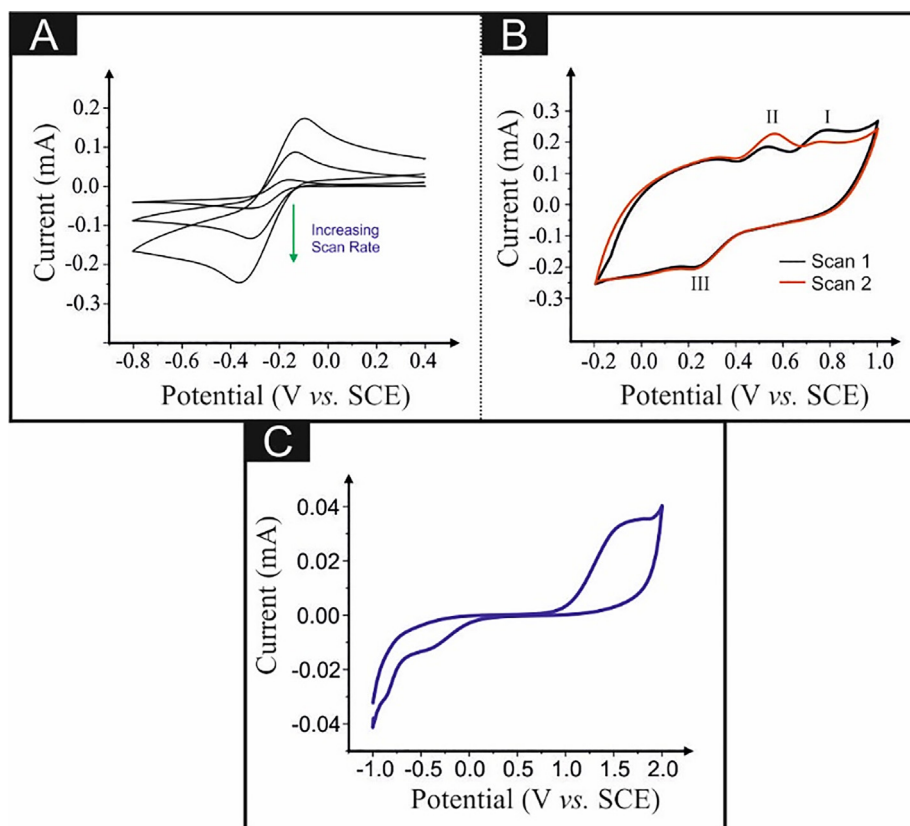 A
Current (mA)
0.2
0.1
0.0
-0.1
-0.2
-0.3
Increasing
Scan Rate
-0.8 -0.6 -0.4 -0.2 0.0 0.2 0.4
Potential (V vs. SCE)
B
Current (mA)
0.3
0.2
0.1
0.0
-0.1
-0.2
-0.3
II I
III
Scan 1
Scan 2
-0.2 0.0 0.2 0.4 0.6 0.8 1.0
Potential (V vs. SCE)
C
Current (mA)
0.04
0.02
0.00
-0.02
-0.04
-1.0 -0.5 0.0 0.5 1.0 1.5 2.0
Potential (V vs. SCE)